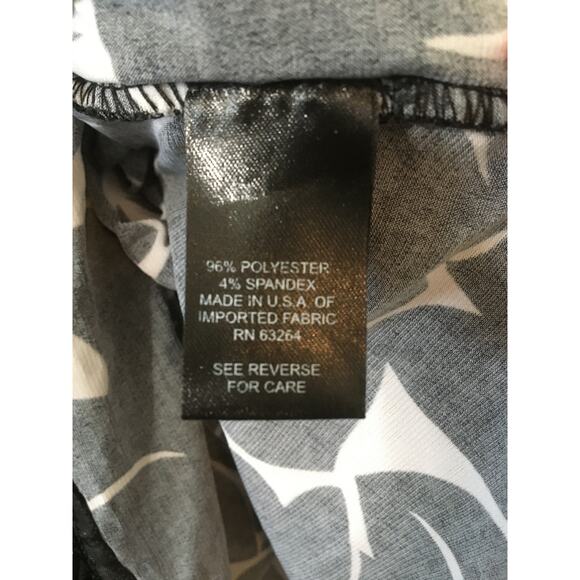 96% POLYESTER
4% SPANDEX
MADE IN U.S.A. OF
IMPORTED FABRIC
RN 63264
SEE REVERSE
FOR CARE